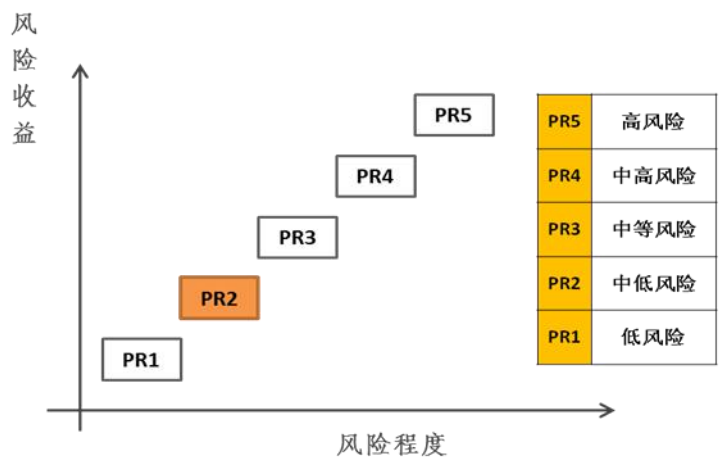 风险收益
PR5
PR4
PR3
PR2
PR1
风险程度
PR5 高风险
PR4 中高风险
PR3 中等风险
PR2 中低风险
PR1 低风险